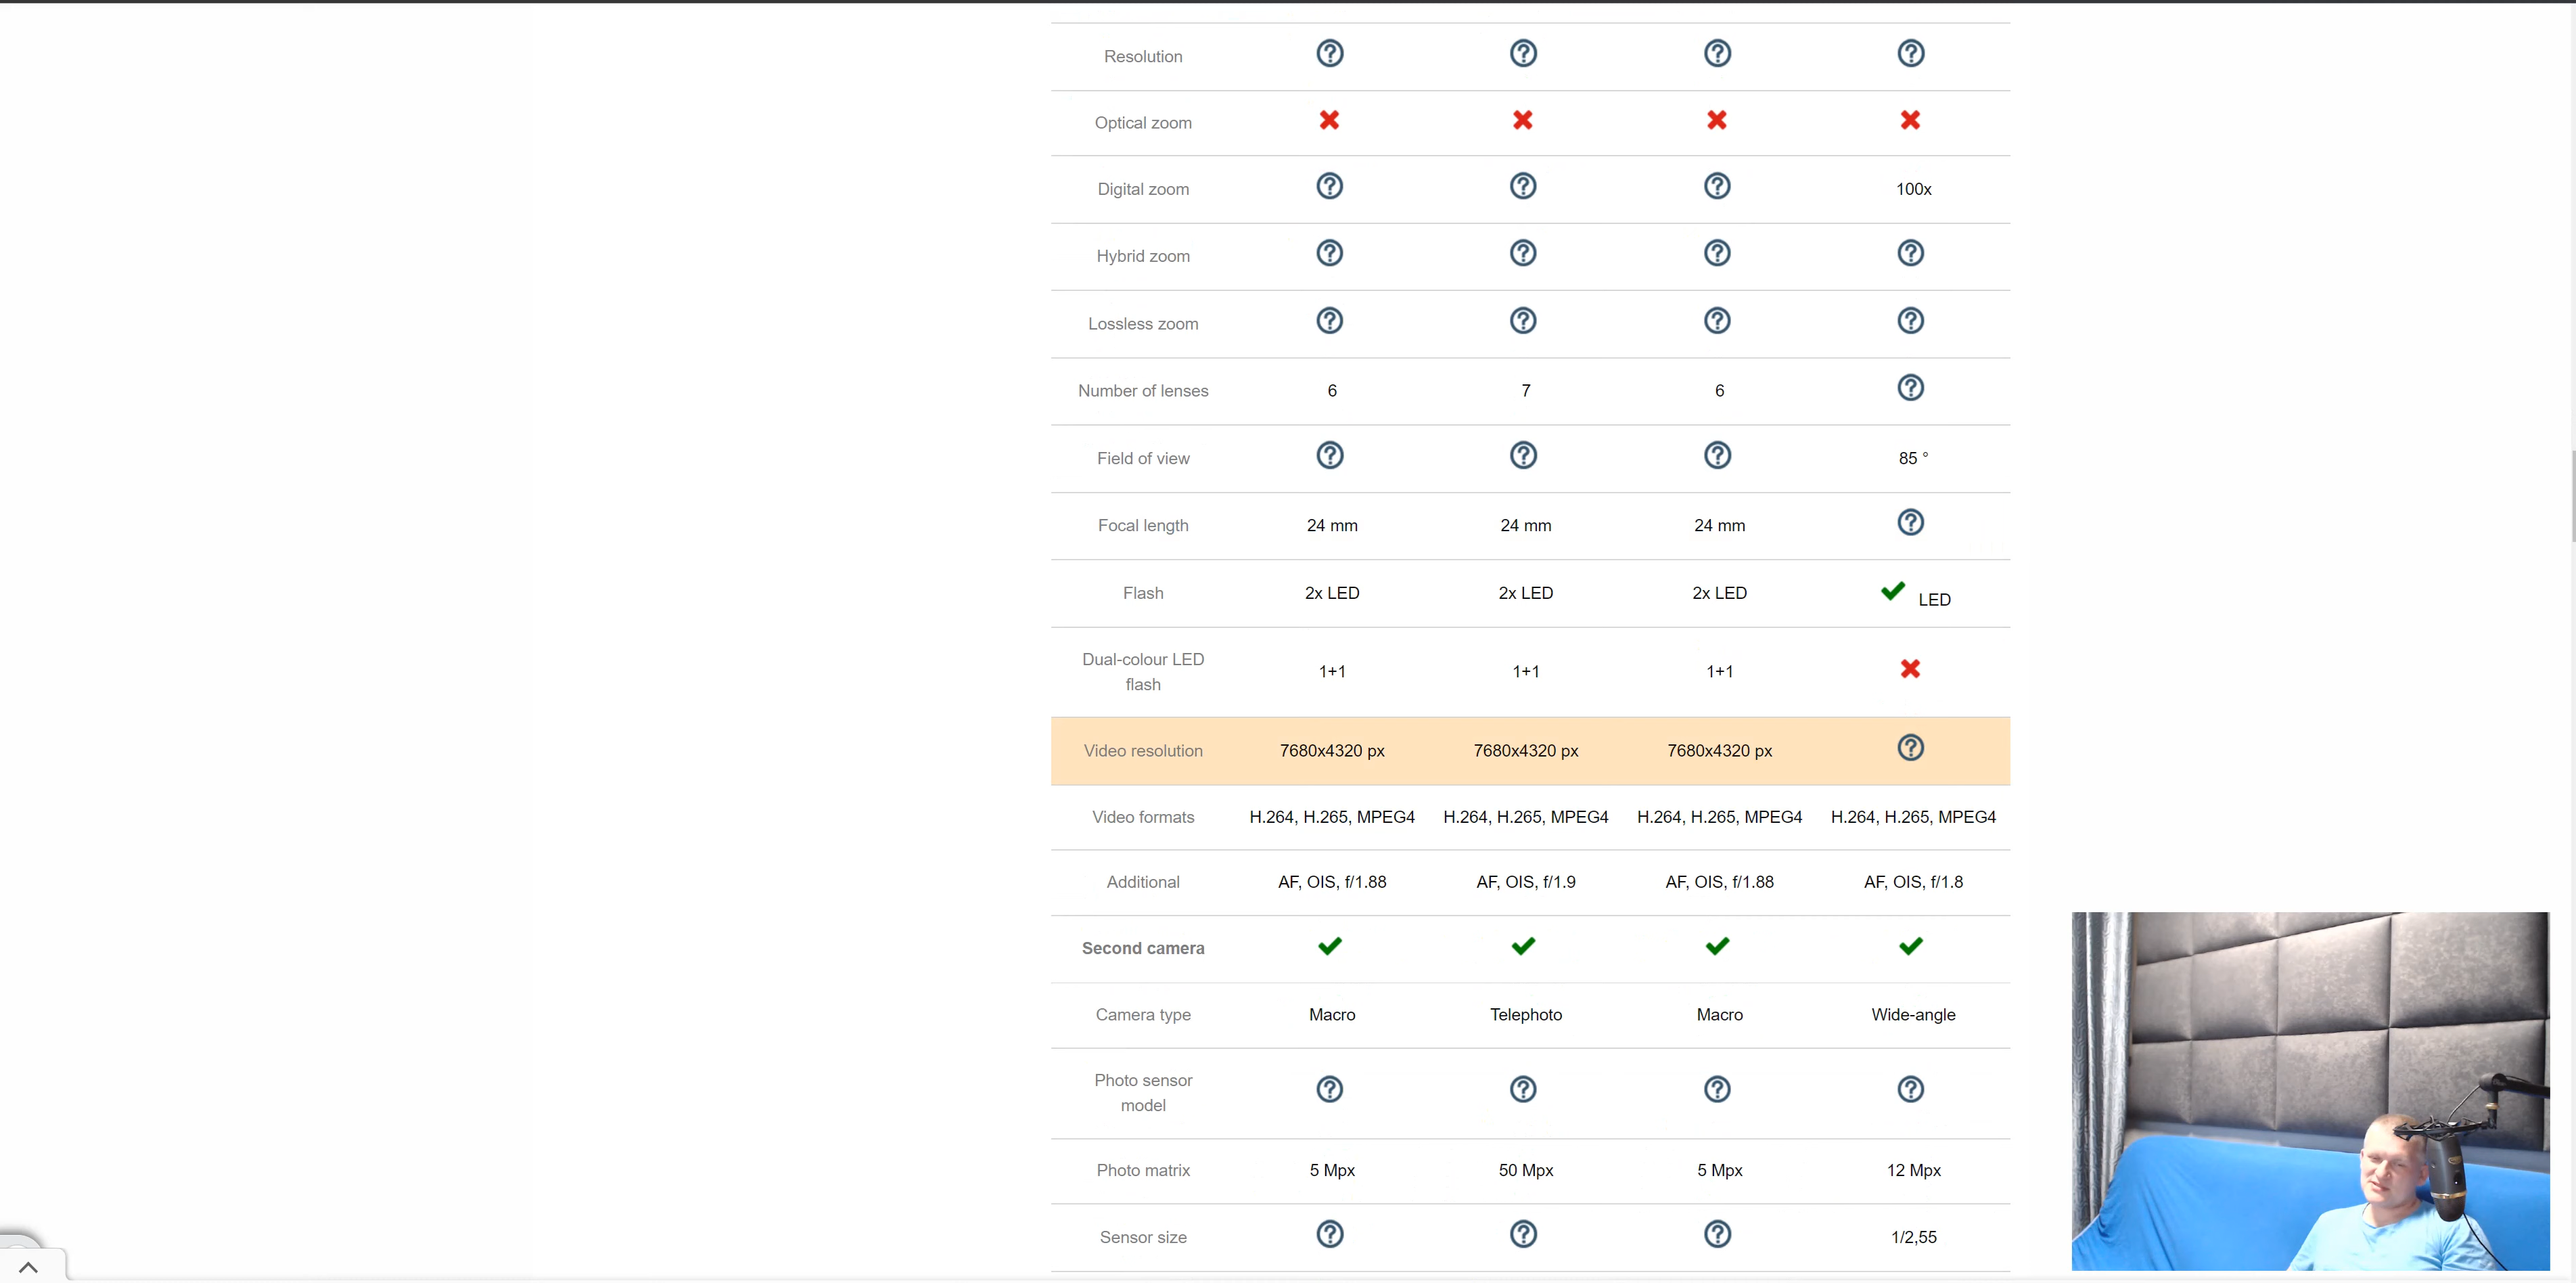 Resolution
Optical zoom
Digital zoom 100x
Hybrid zoom
Lossless zoom
Number of lenses 6 7 6
Field of view 85 °
Focal length 24 mm 24 mm 24 mm
Flash 2x LED 2x LED 2x LED LED
Dual-colour LED
flash 1+1 1+1 1+1
Video resolution 7680x4320 px 7680x4320 px 7680x4320 px
Video formats H.264, H.265, MPEG4 H.264, H.265, MPEG4 H.264, H.265, MPEG4 H.264, H.265, MPEG4
Additional AF, OIS, f/1.88 AF, OIS, f/1.9 AF, OIS, f/1.88 AF, OIS, f/1.8
Second camera
Camera type Macro Telephoto Macro Wide-angle
Photo sensor
model
Photo matrix 5 Mpx 50 Mpx 5 Mpx 12 Mpx
Sensor size 1/2,55